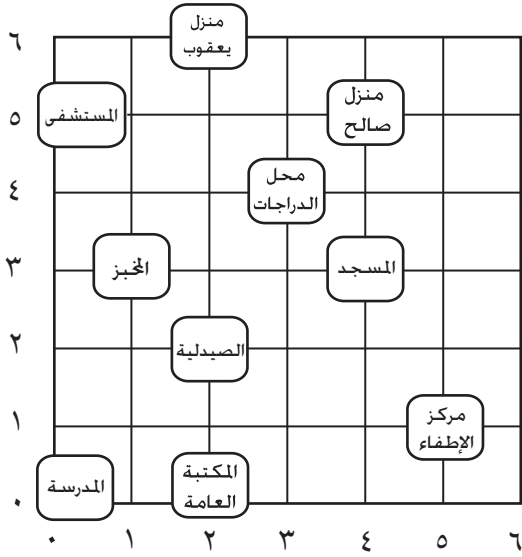 ٦
منزل
يعقوب
٥
المستشفى
منزل
صالح
٤
محل
الدراجات
٣
المخبز
المسجد
٢
الصيدلية
١
مركز
الإطفاء
٠
المدرسة
المكتبة
العامة
٠ ١ ٢ ٣ ٤ ٥ ٦